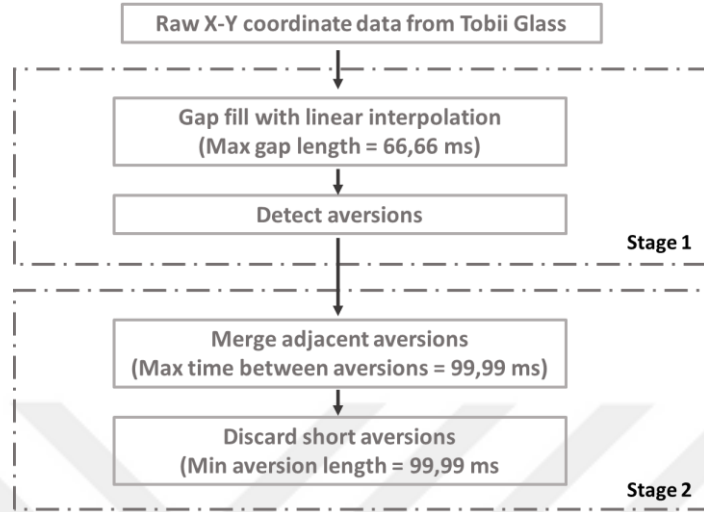 Raw X-Y coordinate data from Tobii Glass
Gap fill with linear interpolation
(Max gap length = 66,66 ms)
Detect aversions
Stage 1
Merge adjacent aversions
(Max time between aversions = 99,99 ms)
Discard short aversions
(Min aversion length = 99,99 ms
Stage 2